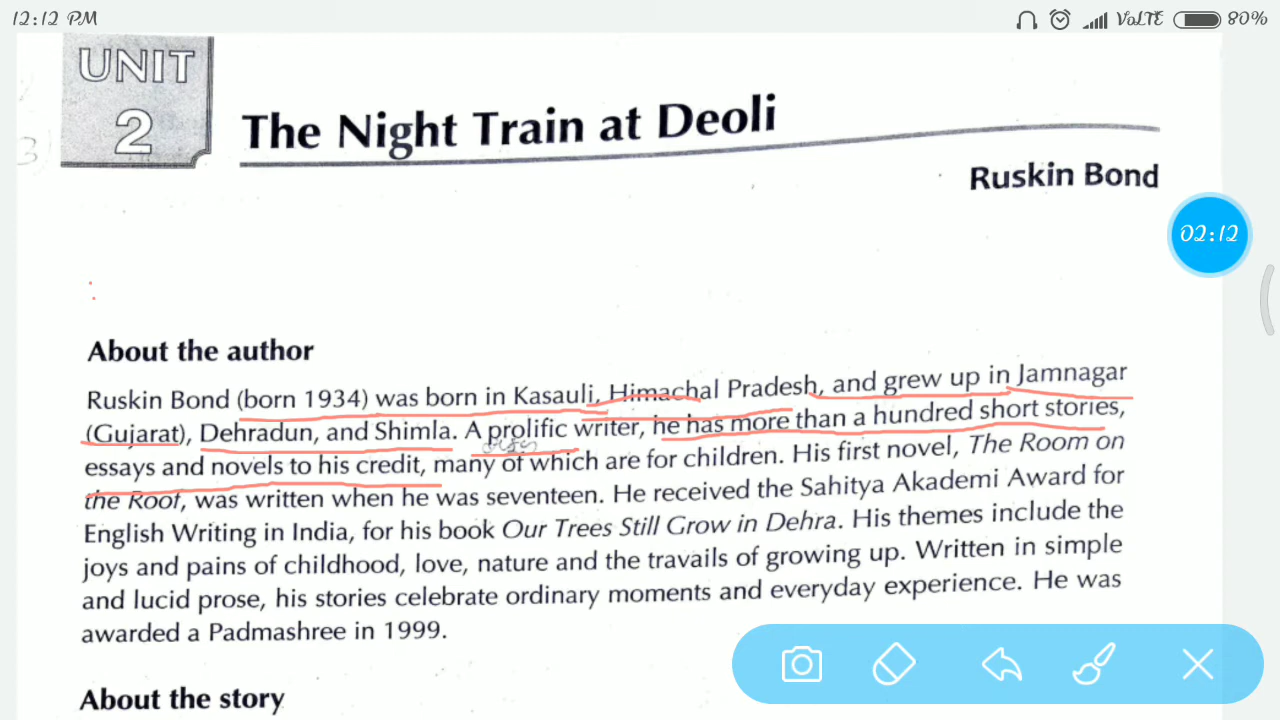 12:12 PM
VoLTE 80%
UNIT
2
3
The Night Train at Deoli
Ruskin Bond
02:12
About the author
Ruskin Bond (born 1934) was born in Kasauli, Himachal Pradesh, and grew up in Jamnagar
(Gujarat), Dehradun, and Shimla. A prolific writer, he has more than a hundred short stories,
essays and novels to his credit, many of which are for children. His first novel, The Room on
the Roof, was written when he was seventeen. He received the Sahitya Akademi Award for
English Writing in India, for his book Our Trees Still Grow in Dehra. His themes include the
joys and pains of childhood, love, nature and the travails of growing up. Written in simple
and lucid prose, his stories celebrate ordinary moments and everyday experience. He was
awarded a Padmashree in 1999.
About the story